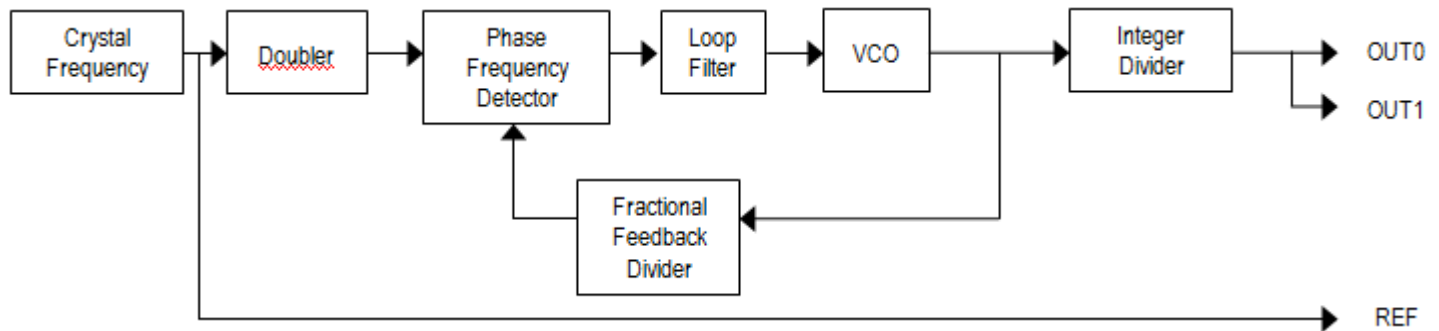 Crystal
Frequency
Doubler
Phase
Frequency
Detector
Loop
Filter
VCO
Integer
Divider
OUT0
OUT1
Fractional
Feedback
Divider
REF